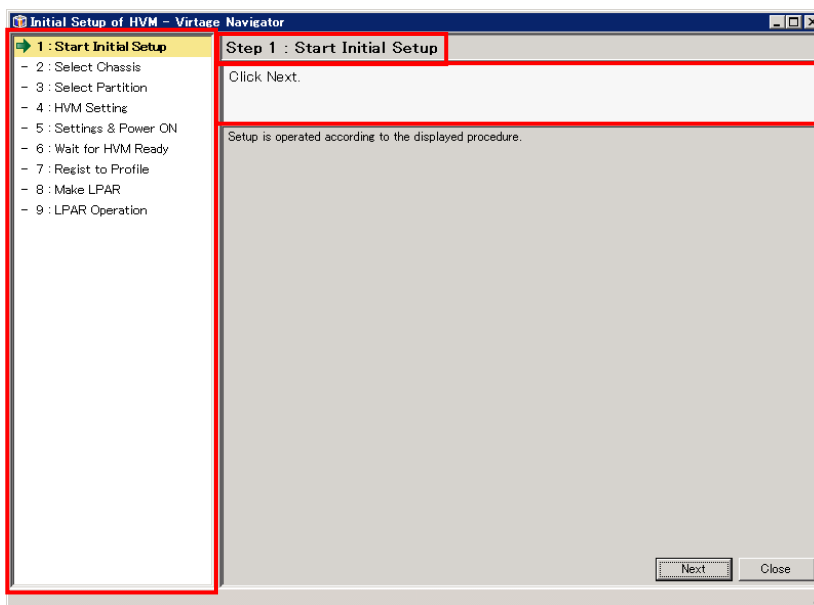 Initial Setup of HVM - Virtage Navigator
1 : Start Initial Setup
- 2 : Select Chassis
- 3 : Select Partition
- 4 : HVM Setting
- 5 : Settings & Power ON
- 6 : Wait for HVM Ready
- 7 : Regist to Profile
- 8 : Make LPAR
- 9 : LPAR Operation
Step 1 : Start Initial Setup
Click Next.
Setup is operated according to the displayed procedure.
Next
Close